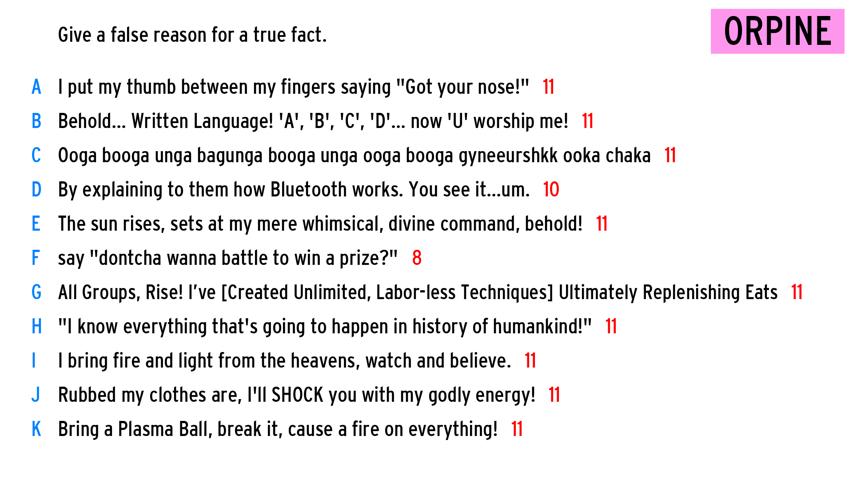 Give a false reason for a true fact.
ORPINE
A I put my thumb between my fingers saying "Got your nose!" 11
B Behold... Written Language! 'A', 'B', 'C', 'D'... now 'U' worship me! 11
C Ooga booga unga bagunga booga unga ooga booga gyneeurshkk ooka chaka 11
D By explaining to them how Bluetooth works. You see it...um. 10
E The sun rises, sets at my mere whimsical, divine command, behold! 11
F say "dontcha wanna battle to win a prize?" 8
G All Groups, Rise! I've [Created Unlimited, Labor-less Techniques] Ultimately Replenishing Eats 11
H "I know everything that's going to happen in history of humankind!" 11
I I bring fire and light from the heavens, watch and believe. 11
J Rubbed my clothes are, I'll SHOCK you with my godly energy! 11
K Bring a Plasma Ball, break it, cause a fire on everything! 11